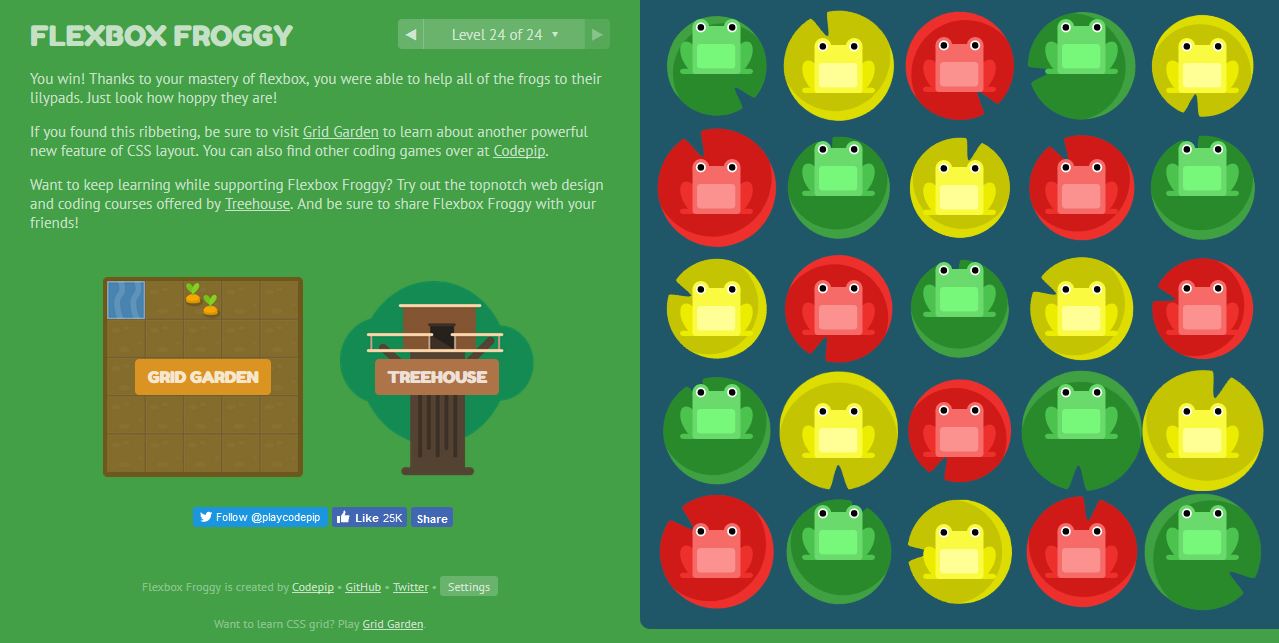 FLEXBOX FROGGY
◀ Level 24 of 24 ▼ ▶
You win! Thanks to your mastery of flexbox, you were able to help all of the frogs to their
lilypads. Just look how hoppy they are!
If you found this ribbeting, be sure to visit Grid Garden to learn about another powerful
new feature of CSS layout. You can also find other coding games over at Codepip.
Want to keep learning while supporting Flexbox Froggy? Try out the topnotch web design
and coding courses offered by Treehouse. And be sure to share Flexbox Froggy with your
friends!
GRID GARDEN
TREEHOUSE
Follow @playcodepip
Like 25K
Share
Flexbox Froggy is created by Codepip • GitHub • Twitter • Settings
Want to learn CSS grid? Play Grid Garden.